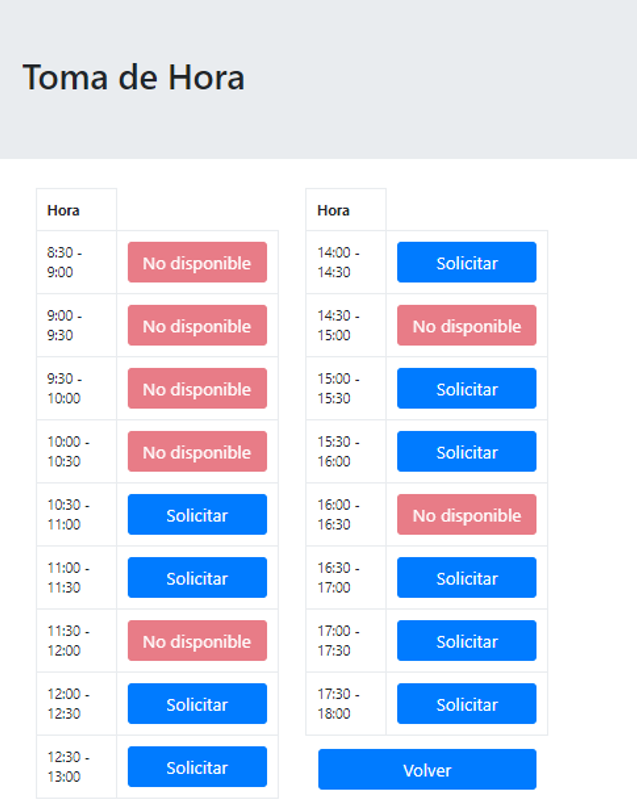 Toma de Hora
Hora
8:30 -
9:00
No disponible
9:00 -
9:30
No disponible
9:30 -
10:00
No disponible
10:00 -
10:30
No disponible
10:30 -
11:00
Solicitar
11:00 -
11:30
Solicitar
11:30 -
12:00
No disponible
12:00 -
12:30
Solicitar
12:30 -
13:00
Solicitar
Hora
14:00 -
14:30
Solicitar
14:30 -
15:00
No disponible
15:00 -
15:30
Solicitar
15:30 -
16:00
Solicitar
16:00 -
16:30
No disponible
16:30 -
17:00
Solicitar
17:00 -
17:30
Solicitar
17:30 -
18:00
Solicitar
Volver